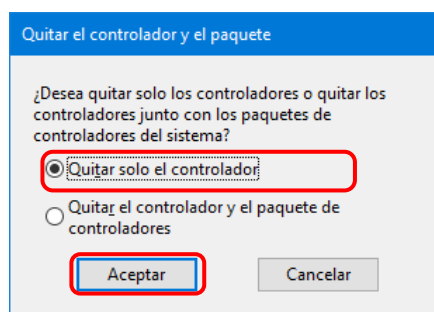 Quitar el controlador y el paquete
¿Desea quitar solo los controladores o quitar los
controladores junto con los paquetes de
controladores del sistema?
Quitar solo el controlador
Quitar el controlador y el paquete de
controladores
Aceptar Cancelar